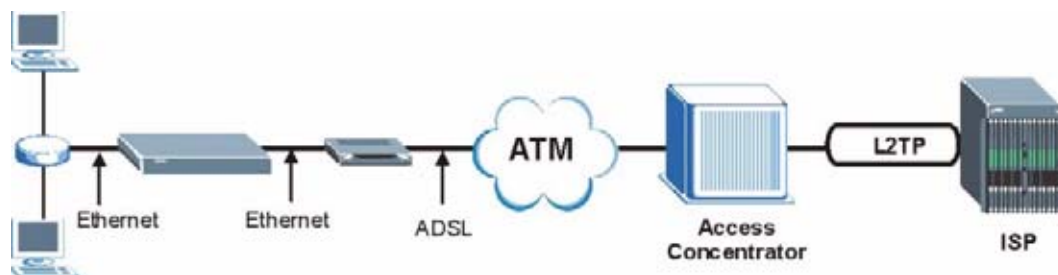 ATM
L2TP
Ethernet
Ethernet
ADSL
Access
Concentrator
ISP